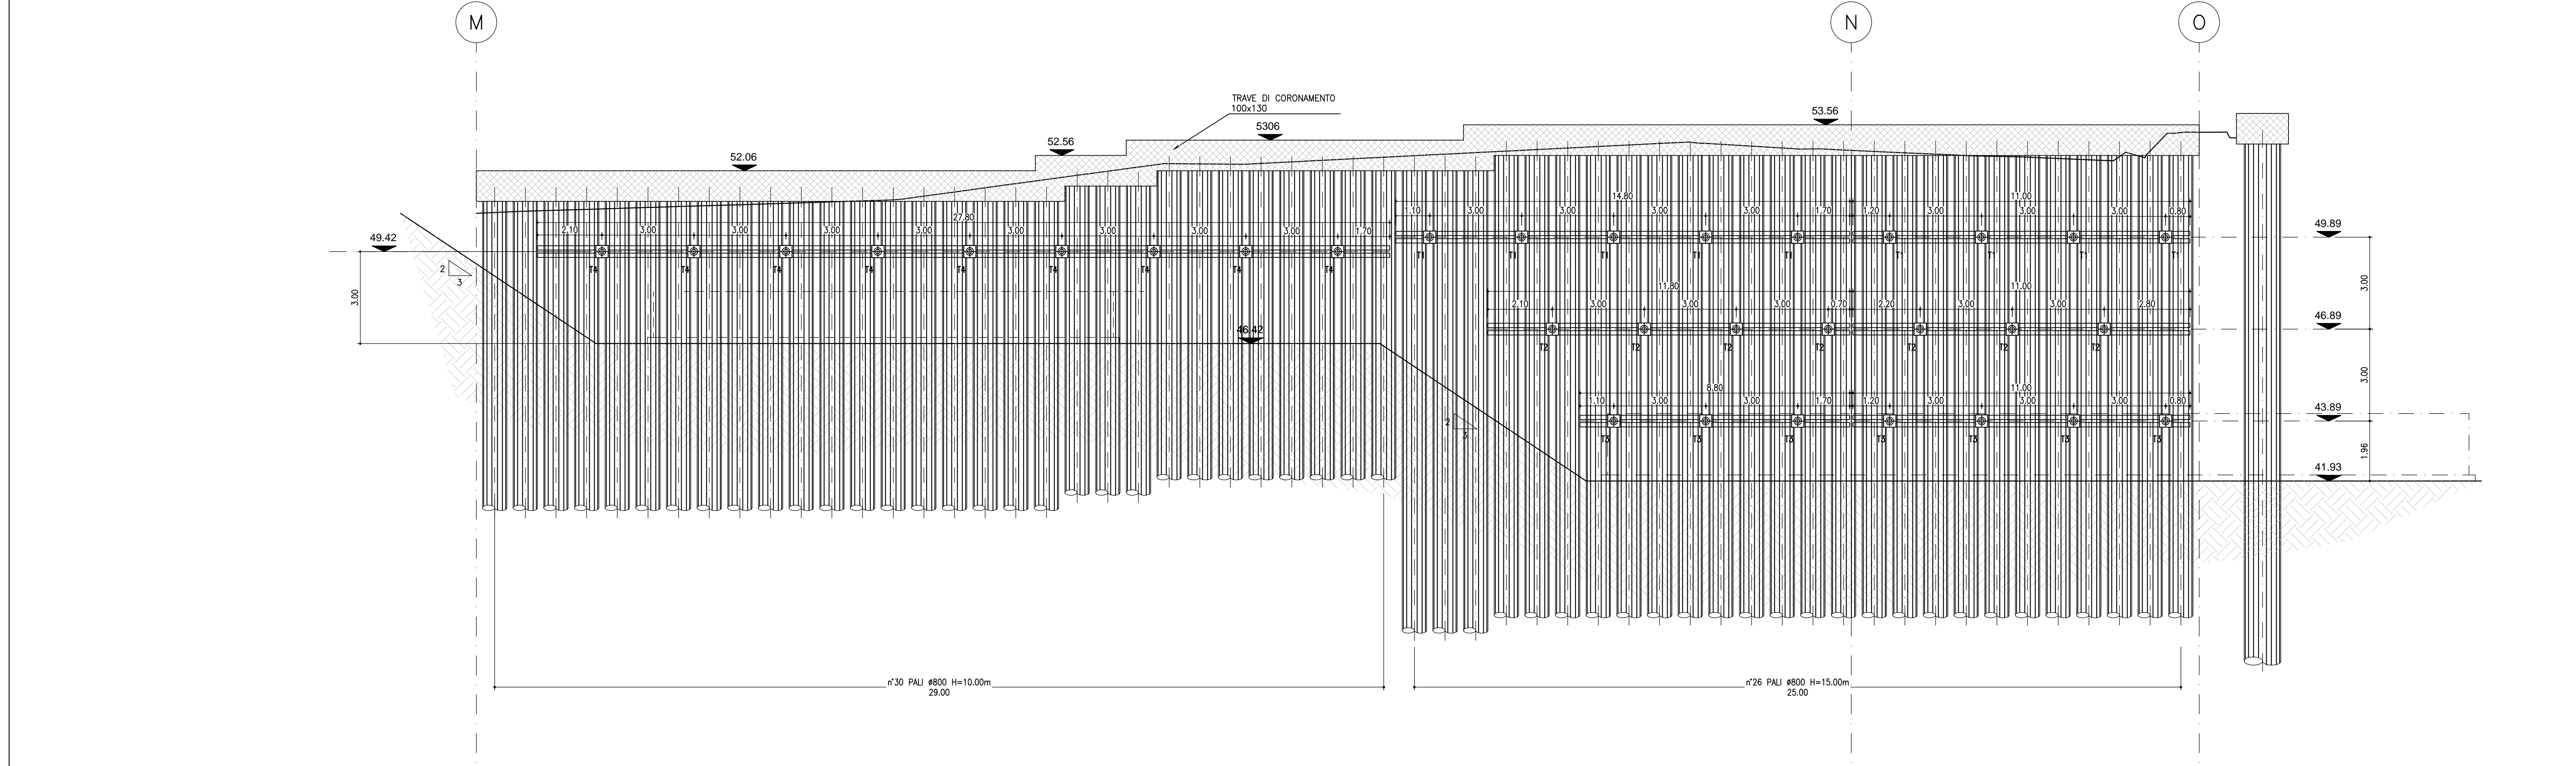 M
N
O
TRAVE DI CORONAMENTO
100x130
53.56
5306
52.56
52.06
14.80
11.00
1.10 3.00 3.00 3.00 3.00 1.70 1.20 3.00 3.00 3.00 0.80
27.80
2.10 3.00 3.00 3.00 3.00 3.00 3.00 3.00 3.00 1.70
49.42
49.89
T1 T1 T1 T1 T1 T1 T1 T1 T1
T4 T4 T4 T4 T4 T4 T4 T4 T4
2
3
3.00
3.00
11.80
11.00
2.10 3.00 3.00 3.00 0.70 2.20 3.00 3.00 2.80
46.89
46.42
T2 T2 T2 T2 T2 T2 T2
3.00
8.80
11.00
1.10 3.00 3.00 1.70 1.20 3.00 3.00 3.00 0.80
43.89
2
3
T3 T3 T3 T3 T3 T3 T3
1.96
41.93
n°30 PALI ø800 H=10.00m
29.00
n°26 PALI ø800 H=15.00m
25.00